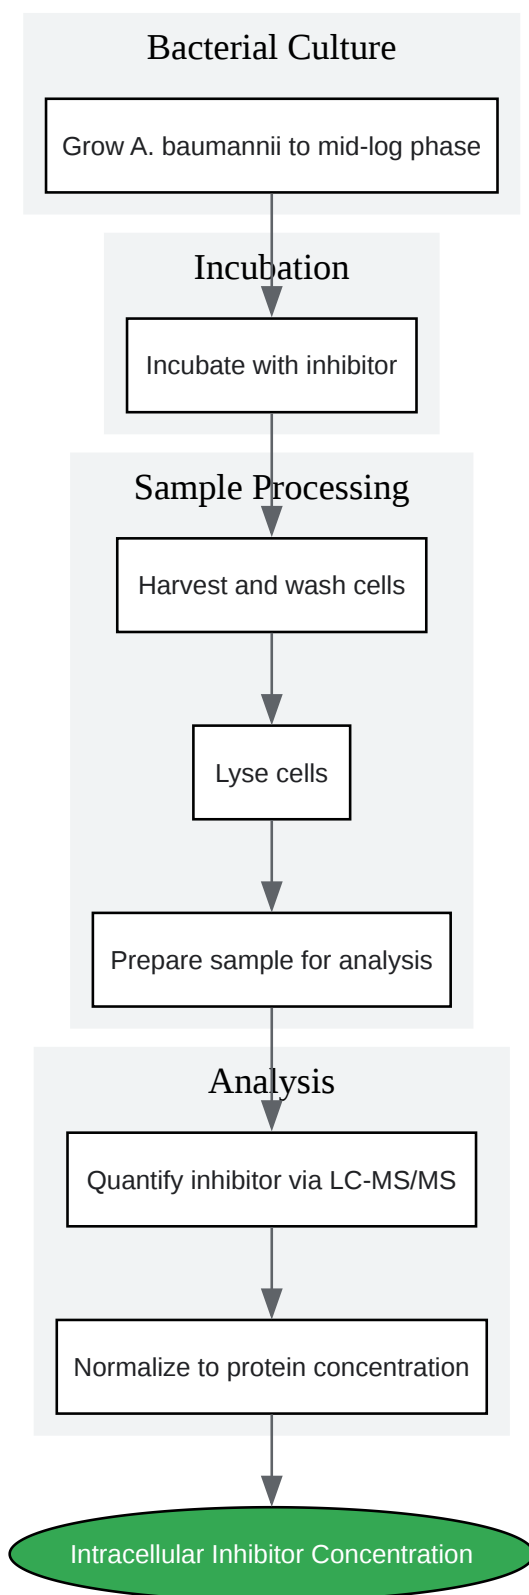 Bacterial Culture
Grow A. baumannii to mid-log phase
Incubation
Incubate with inhibitor
Sample Processing
Harvest and wash cells
Lyse cells
Prepare sample for analysis
Analysis
Quantify inhibitor via LC-MS/MS
Normalize to protein concentration
Intracellular Inhibitor Concentration